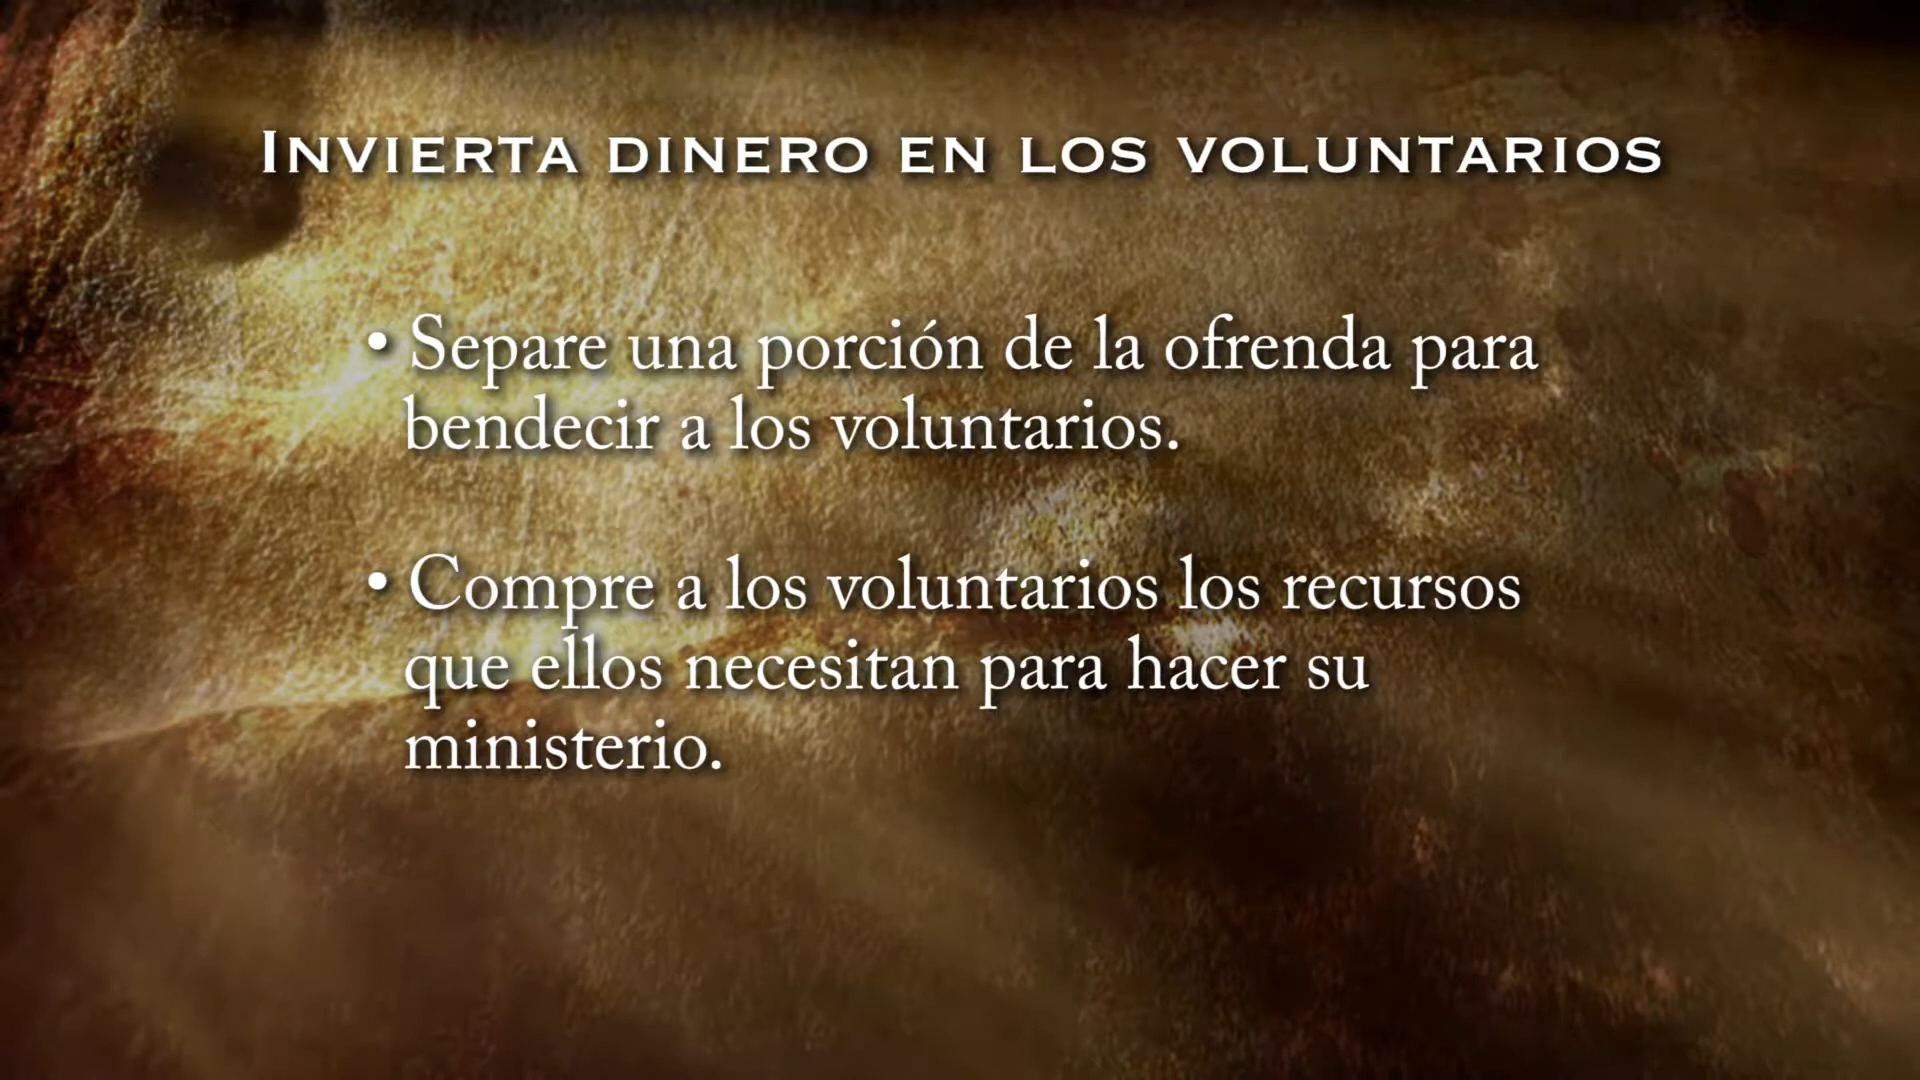 INVIERTA DINERO EN LOS VOLUNTARIOS
• Separe una porción de la ofrenda para
bendecir a los voluntarios.
• Compre a los voluntarios los recursos
que ellos necesitan para hacer su
ministerio.